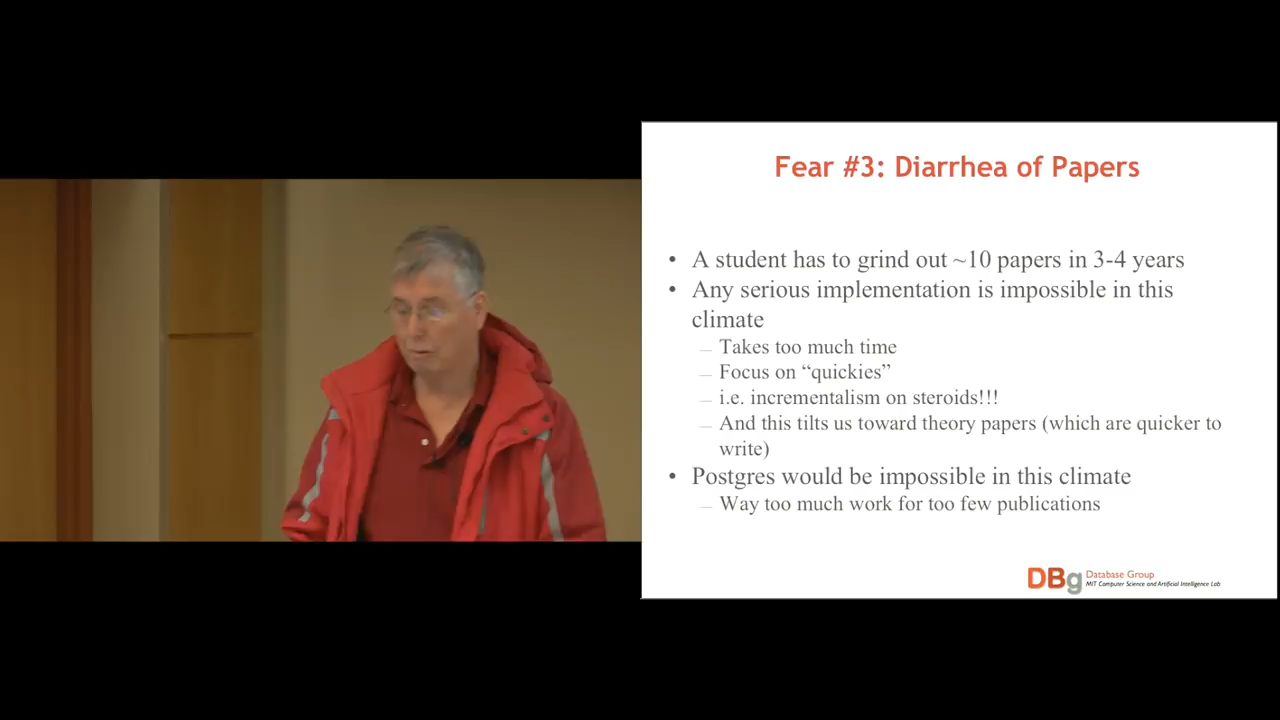 Fear #3: Diarrhea of Papers
• A student has to grind out ~10 papers in 3-4 years
• Any serious implementation is impossible in this
climate
— Takes too much time
— Focus on “quickies”
— i.e. incrementalism on steroids!!!
— And this tilts us toward theory papers (which are quicker to
write)
• Postgres would be impossible in this climate
— Way too much work for too few publications
DBg Database Group
MIT Computer Science and Artificial Intelligence Lab